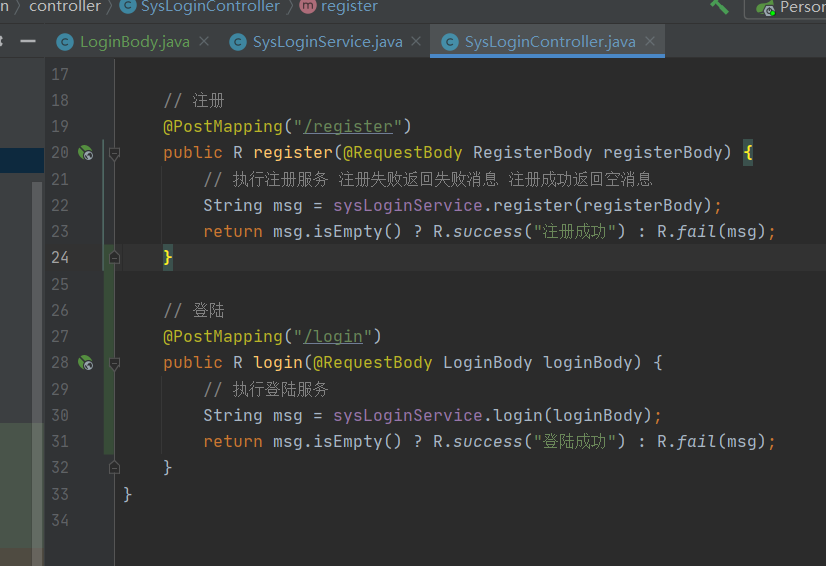 n 〉 controller 〉 C SysLoginController 〉 m register
Person
C LoginBody.java × C SysLoginService.java × C SysLoginController.java ×
17
18 // 注册
19 @PostMapping("/register")
20 public R register(@RequestBody RegisterBody registerBody) {
21 // 执行注册服务 注册失败返回失败消息 注册成功返回空消息
22 String msg = sysLoginService.register(registerBody);
23 return msg.isEmpty() ? R.success("注册成功") : R.fail(msg);
24 }
25
26 // 登陆
27 @PostMapping("/login")
28 public R login(@RequestBody LoginBody loginBody) {
29 // 执行登陆服务
30 String msg = sysLoginService.login(loginBody);
31 return msg.isEmpty() ? R.success("登陆成功") : R.fail(msg);
32 }
33 }
34